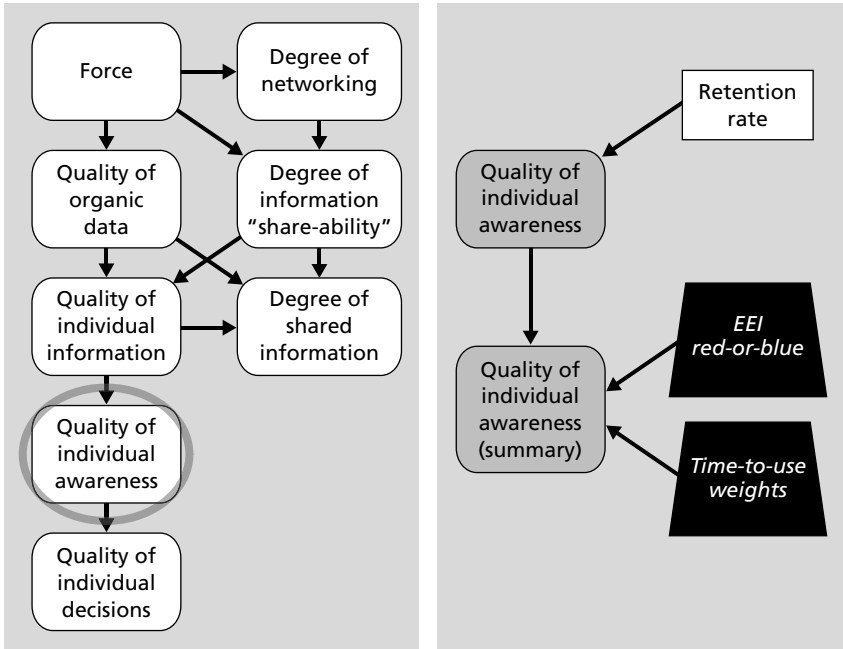 Force
Degree of
networking
Quality of
organic
data
Degree of
information
“share-ability”
Quality of
individual
information
Degree of
shared
information
Quality of
individual
awareness
Quality of
individual
decisions
Retention
rate
Quality of
individual
awareness
EEI
red-or-blue
Quality of
individual
awareness
(summary)
Time-to-use
weights